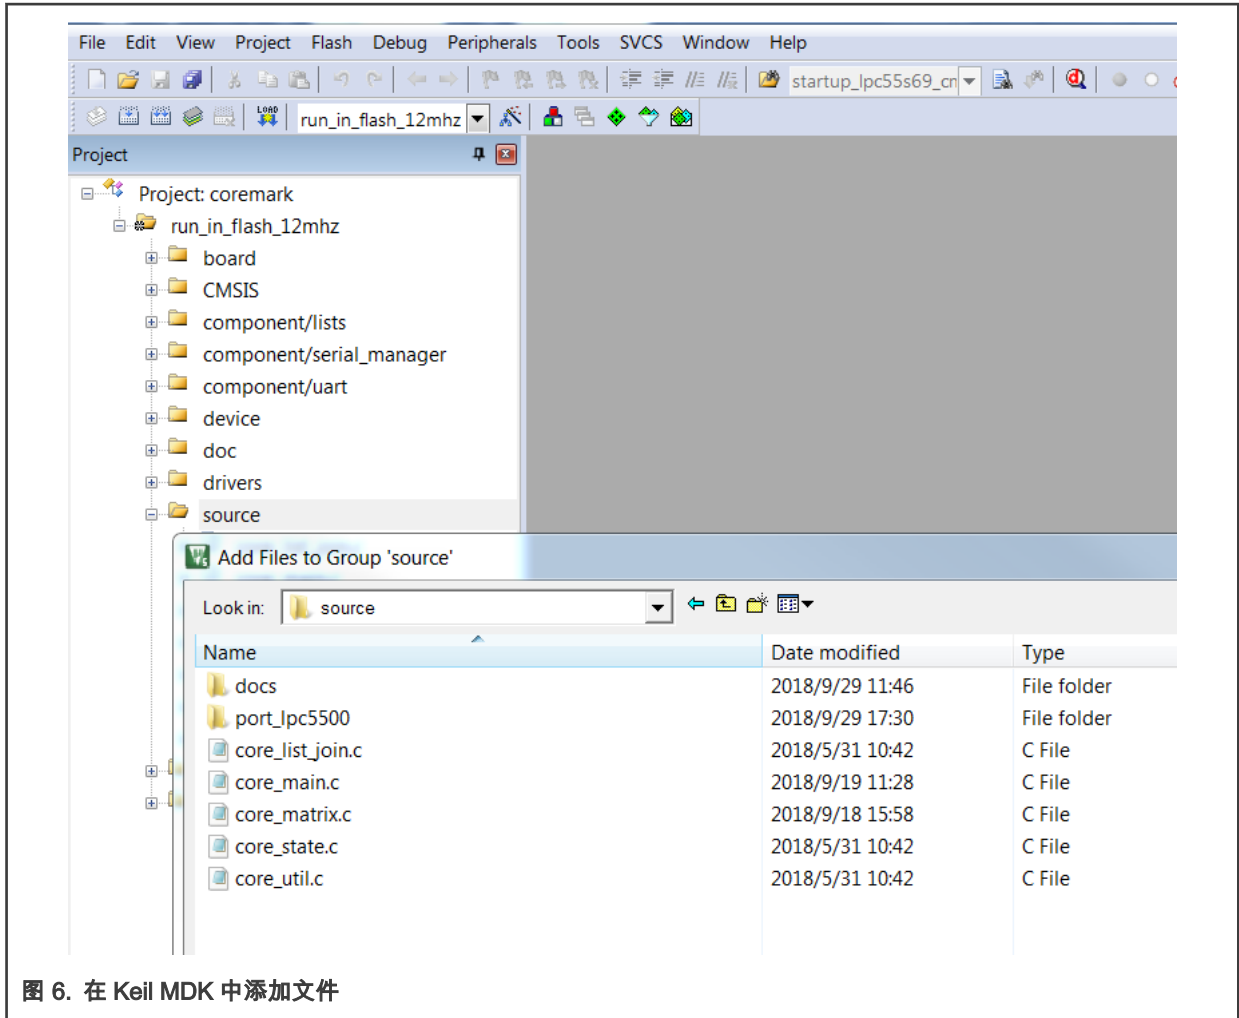 File Edit View Project Flash Debug Peripherals Tools SVCS Window Help
startup_lpc55s69_cm
LOAD run_in_flash_12mhz
Project
Project: coremark
run_in_flash_12mhz
board
CMSIS
component/lists
component/serial_manager
component/uart
device
doc
drivers
source
Add Files to Group 'source'
Look in: source
Name Date modified Type
docs 2018/9/29 11:46 File folder
port_lpc5500 2018/9/29 17:30 File folder
core_list_join.c 2018/5/31 10:42 C File
core_main.c 2018/9/19 11:28 C File
core_matrix.c 2018/9/18 15:58 C File
core_state.c 2018/5/31 10:42 C File
core_util.c 2018/5/31 10:42 C File
图 6. 在 Keil MDK 中添加文件